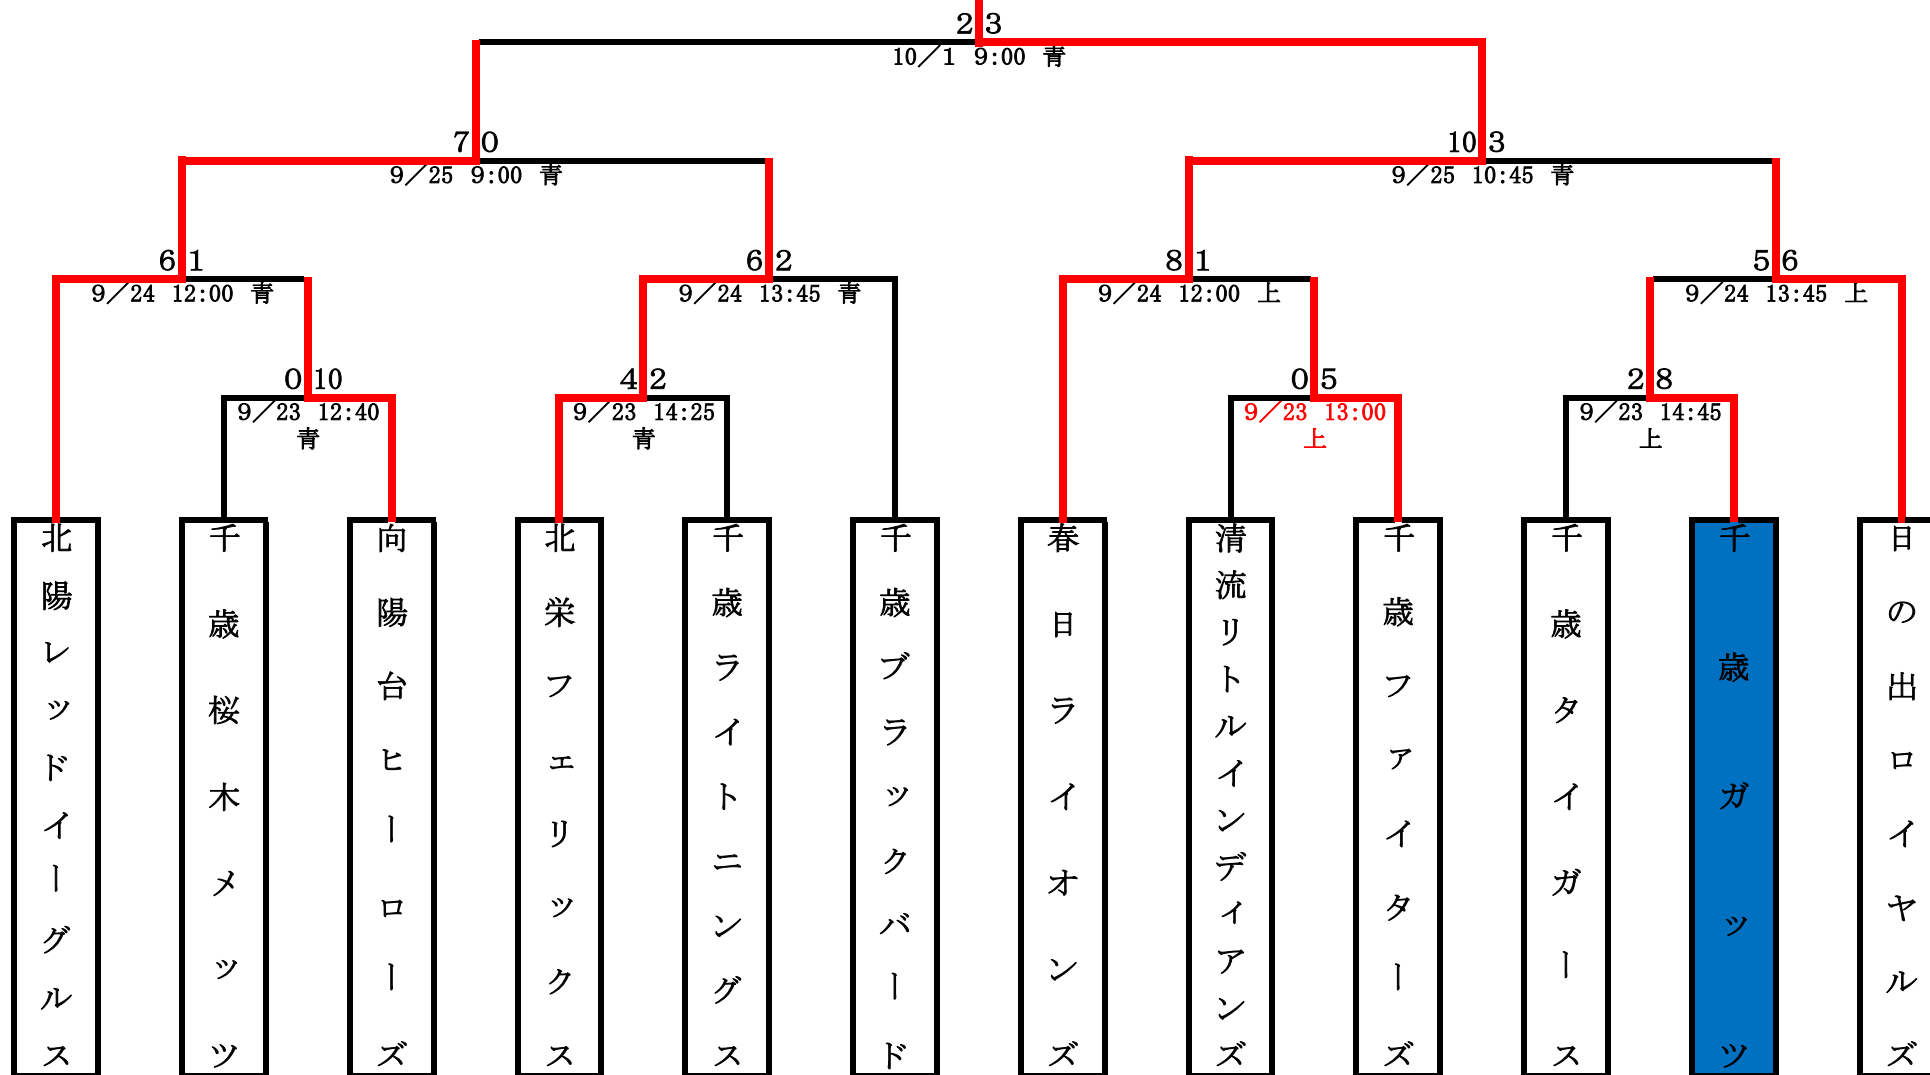 2 3
10／1 9:00 青
7 0
9／25 9:00 青
10 3
9／25 10:45 青
6 1
9／24 12:00 青
6 2
9／24 13:45 青
8 1
9／24 12:00 上
5 6
9／24 13:45 上
0 10
9／23 12:40
青
4 2
9／23 14:25
青
0 5
9／23 13:00
上
2 8
9／23 14:45
上
北陽レッドイーグルス
千歳桜木メッツ
向陽台ヒーローズ
北栄フェリックス
千歳ライトニングス
千歳ブラックバード
春日ライオンズ
清流リトルインディアンズ
千歳ファイターズ
千歳タイガース
千歳ガッツ
日の出ロイヤルズ